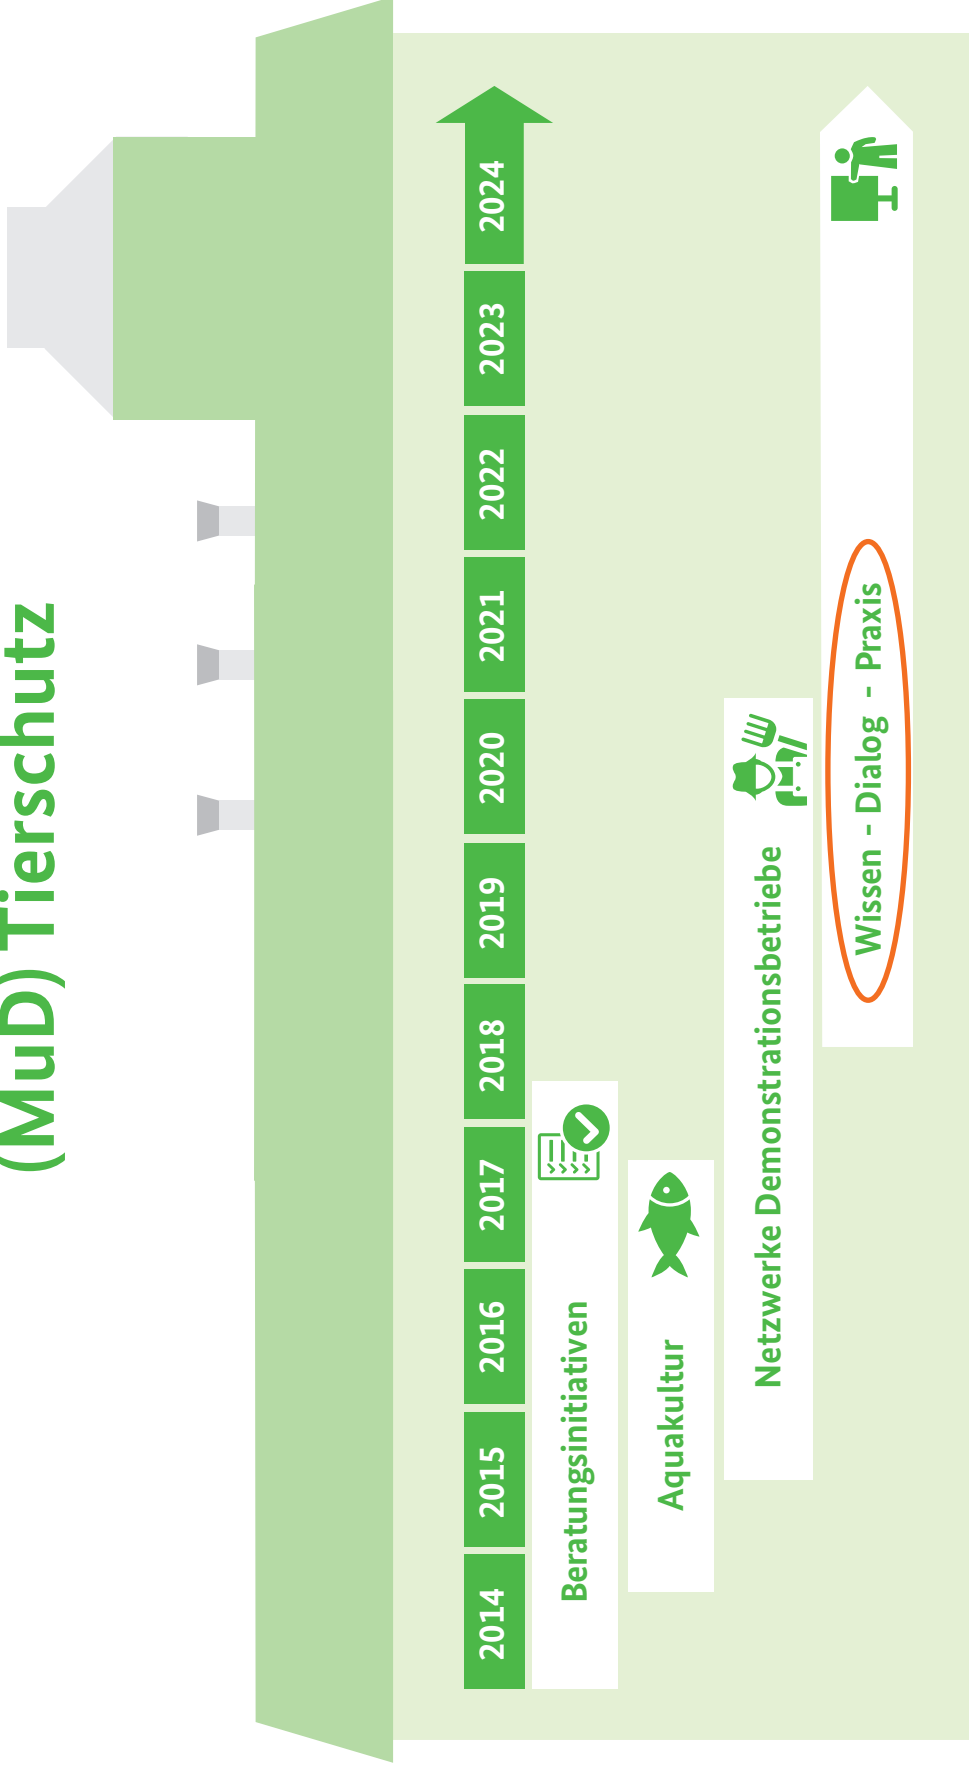 (MuD) Tierschutz
2014 2015 2016 2017 2018 2019 2020 2021 2022 2023 2024
Beratungsinitiativen
Aquakultur
Netzwerke Demonstrationsbetriebe
Wissen – Dialog – Praxis